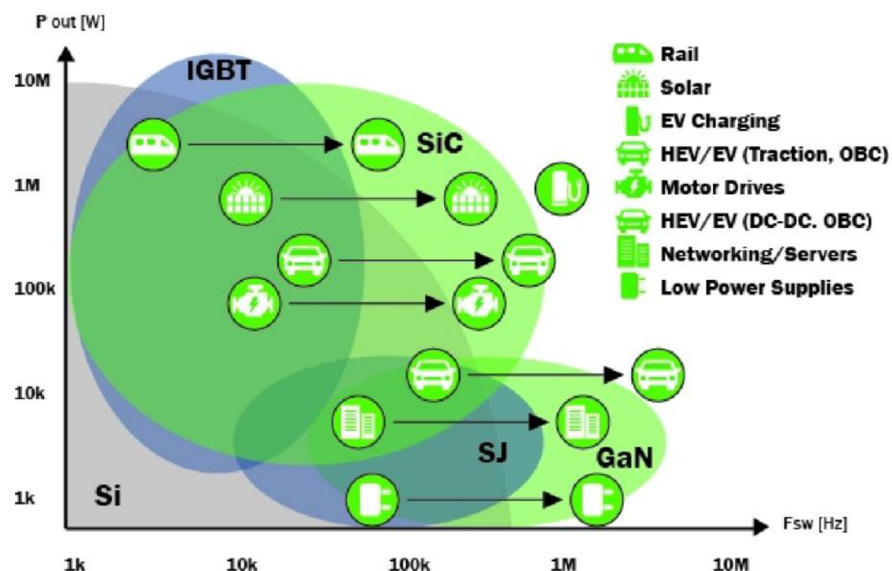 P out [W]
10M
1M
100k
10k
1k
IGBT
SiC
Si
SJ
GaN
Rail
Solar
EV Charging
HEV/EV (Traction, OBC)
Motor Drives
HEV/EV (DC-DC. OBC)
Networking/Servers
Low Power Supplies
Fsw [Hz]
1k
10k
100k
1M
10M